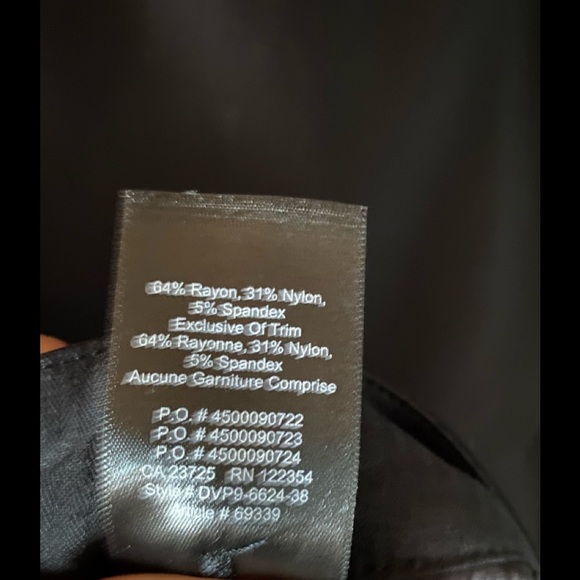 64% Rayon, 31% Nylon,
5% Spandex
Exclusive Of Trim
64% Rayonne, 31% Nylon,
5% Spandex
Aucune Garniture Comprise
P.O. # 4500090722
P.O. # 4500090723
P.O. # 4500090724
CA 23725 RN 122354
Style # DVP9-6624-38
Article # 69339